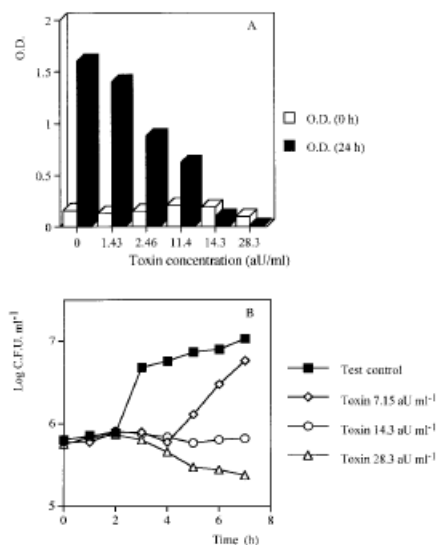 A
2
1.5
1
0.5
0
O.D.
0 1.43 2.46 11.4 14.3 28.3
Toxin concentration (aU/ml)
O.D. (0 h)
O.D. (24 h)
B
7
6
5
Log C.F.U. ml-1
0 2 4 6 8
Time (h)
Test control
Toxin 7.15 aU ml-1
Toxin 14.3 aU ml-1
Toxin 28.3 aU ml-1